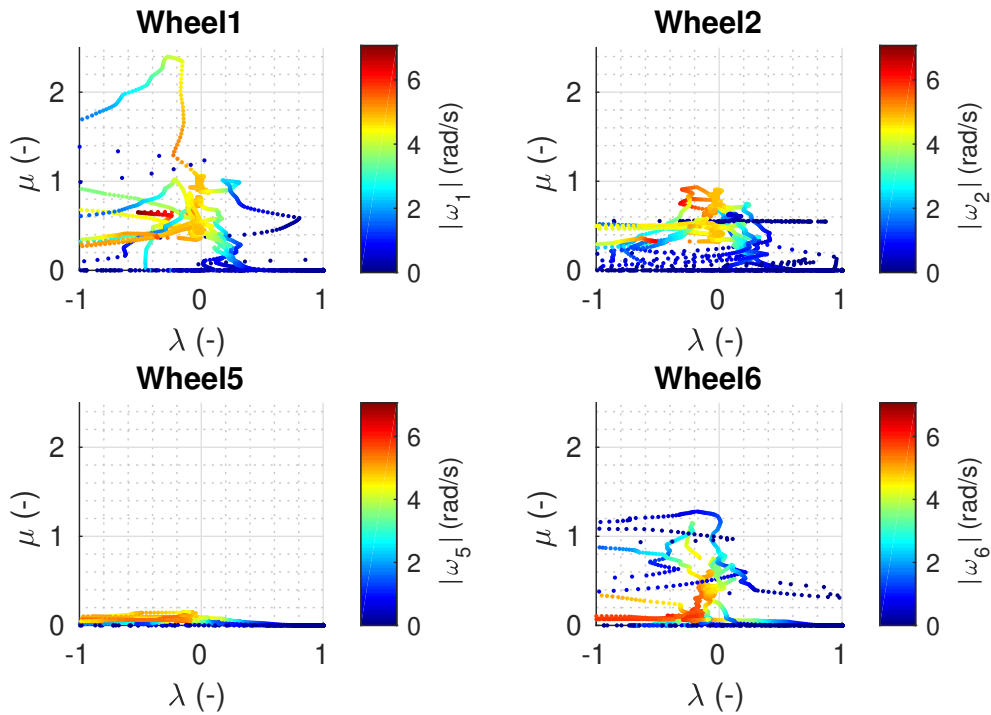 Wheel1
2
1
0
μ (-)
-1
0
1
λ (-)
6
4
2
0
|ω₁| (rad/s)
Wheel2
2
1
0
μ (-)
-1
0
1
λ (-)
6
4
2
0
|ω₂| (rad/s)
Wheel5
2
1
0
μ (-)
-1
0
1
λ (-)
6
4
2
0
|ω₅| (rad/s)
Wheel6
2
1
0
μ (-)
-1
0
1
λ (-)
6
4
2
0
|ω₆| (rad/s)